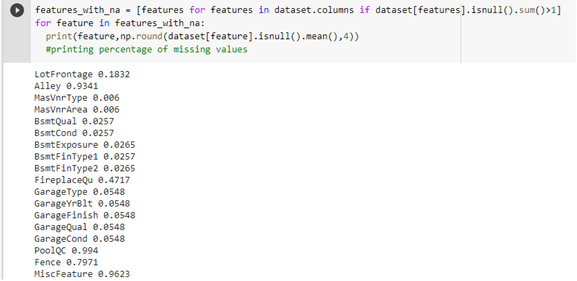 features_with_na = [features for features in dataset.columns if dataset[features].isnull().sum()>1]
for feature in features_with_na:
  print(feature,np.round(dataset[feature].isnull().mean(),4))
  #printing percentage of missing values
LotFrontage 0.1832
Alley 0.9341
MasVnrType 0.006
MasVnrArea 0.006
BsmtQual 0.0257
BsmtCond 0.0257
BsmtExposure 0.0265
BsmtFinType1 0.0257
BsmtFinType2 0.0265
FireplaceQu 0.4717
GarageType 0.0548
GarageYrBlt 0.0548
GarageFinish 0.0548
GarageQual 0.0548
GarageCond 0.0548
PoolQC 0.994
Fence 0.7971
MiscFeature 0.9623